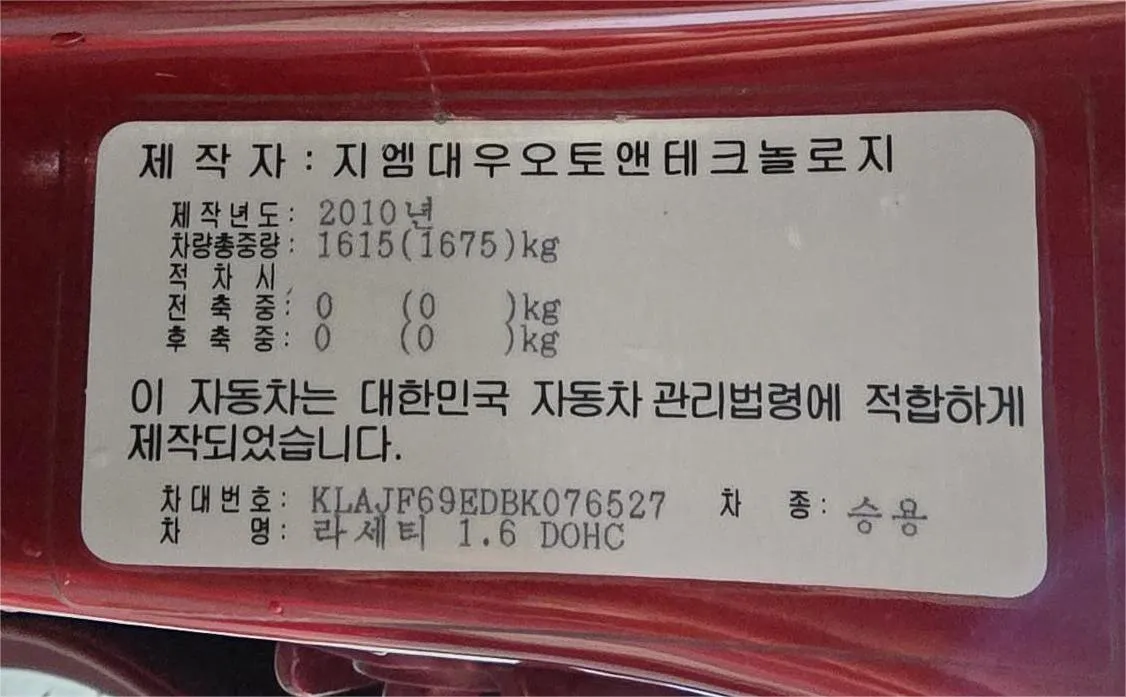 제 작 자 : 지엠대우오토앤테크놀로지
제작년도 : 2010년
차량총중량 : 1615(1675)kg
적 차 시
전 축 중 : 0 (0 )kg
후 축 중 : 0 (0 )kg
이 자동차는 대한민국 자동차 관리법령에 적합하게
제작되었습니다.
차대번호 : KLAJF69EDBK076527 차 종 : 승용
차 명 : 라세티 1.6 DOHC